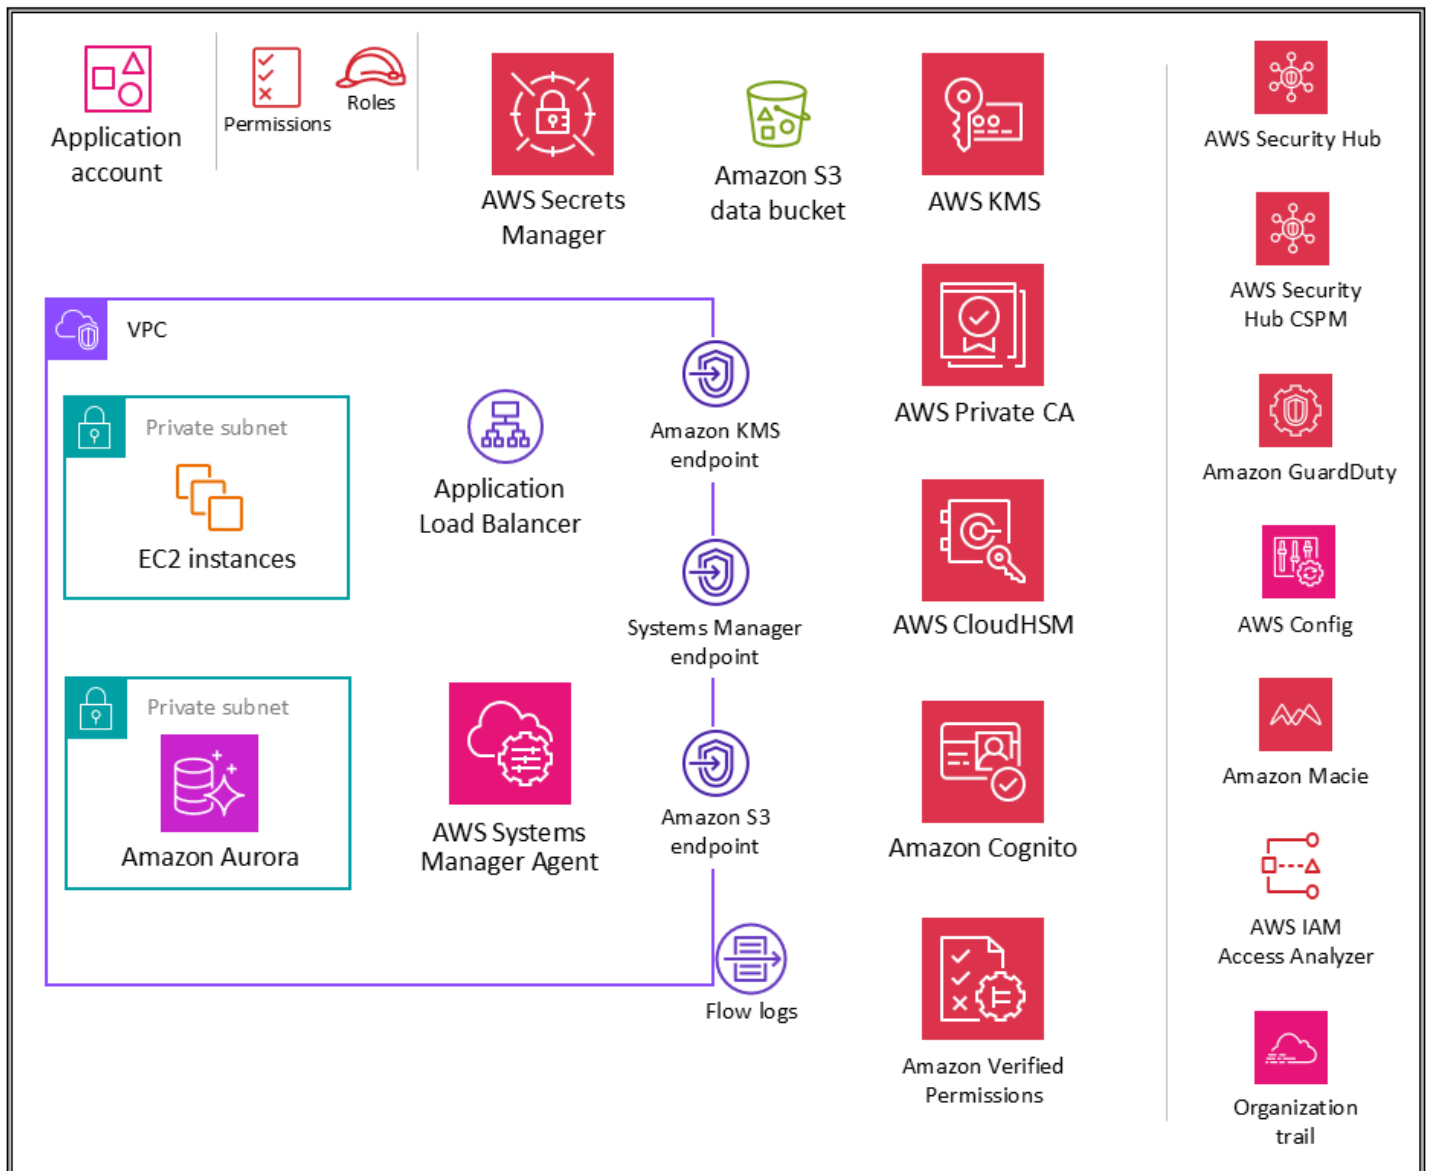 Application
account
Permissions
Roles
AWS Secrets
Manager
Amazon S3
data bucket
AWS KMS
AWS Security Hub
AWS Security
Hub CSPM
VPC
Private subnet
EC2 instances
Application
Load Balancer
Amazon KMS
endpoint
AWS Private CA
Amazon GuardDuty
Systems Manager
endpoint
AWS CloudHSM
AWS Config
Private subnet
Amazon Aurora
AWS Systems
Manager Agent
Amazon S3
endpoint
Amazon Cognito
Amazon Macie
AWS IAM
Access Analyzer
Flow logs
Amazon Verified
Permissions
Organization
trail